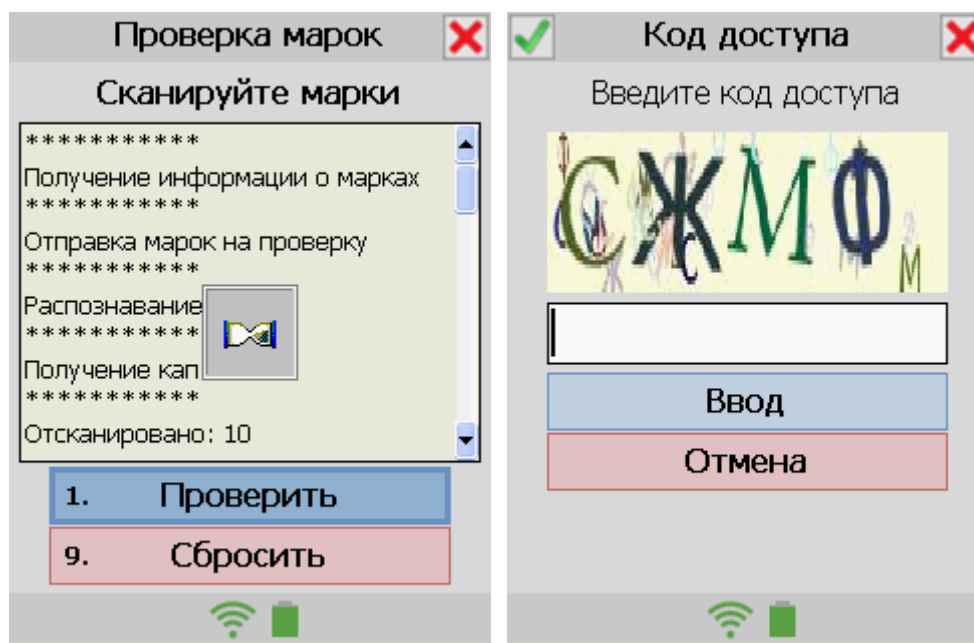 Проверка марок
Сканируйте марки
***********
Получение информации о марках
***********
Отправка марок на проверку
***********
Распознавание
***********
Получение кап
***********
Отсканировано: 10
1. Проверить
9. Сбросить
Код доступа
Введите код доступа
СЖМФ
Ввод
Отмена